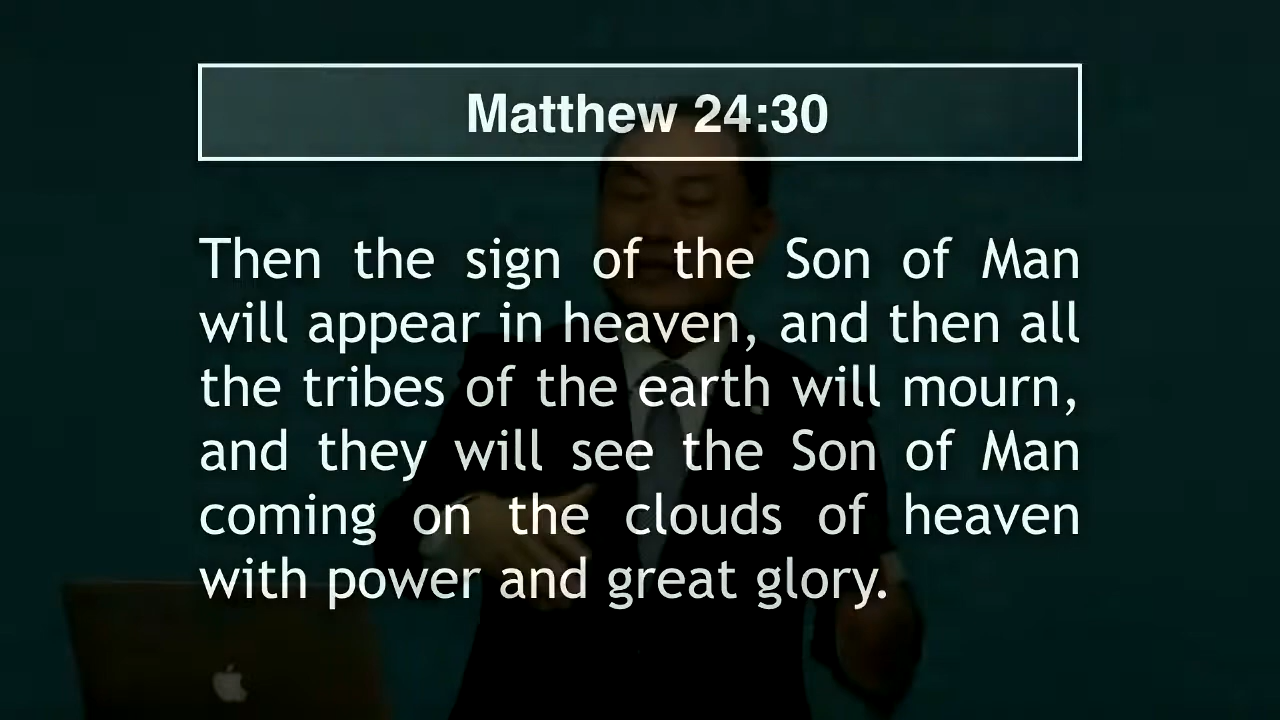 Matthew 24:30
Then the sign of the Son of Man
will appear in heaven, and then all
the tribes of the earth will mourn,
and they will see the Son of Man
coming on the clouds of heaven
with power and great glory.